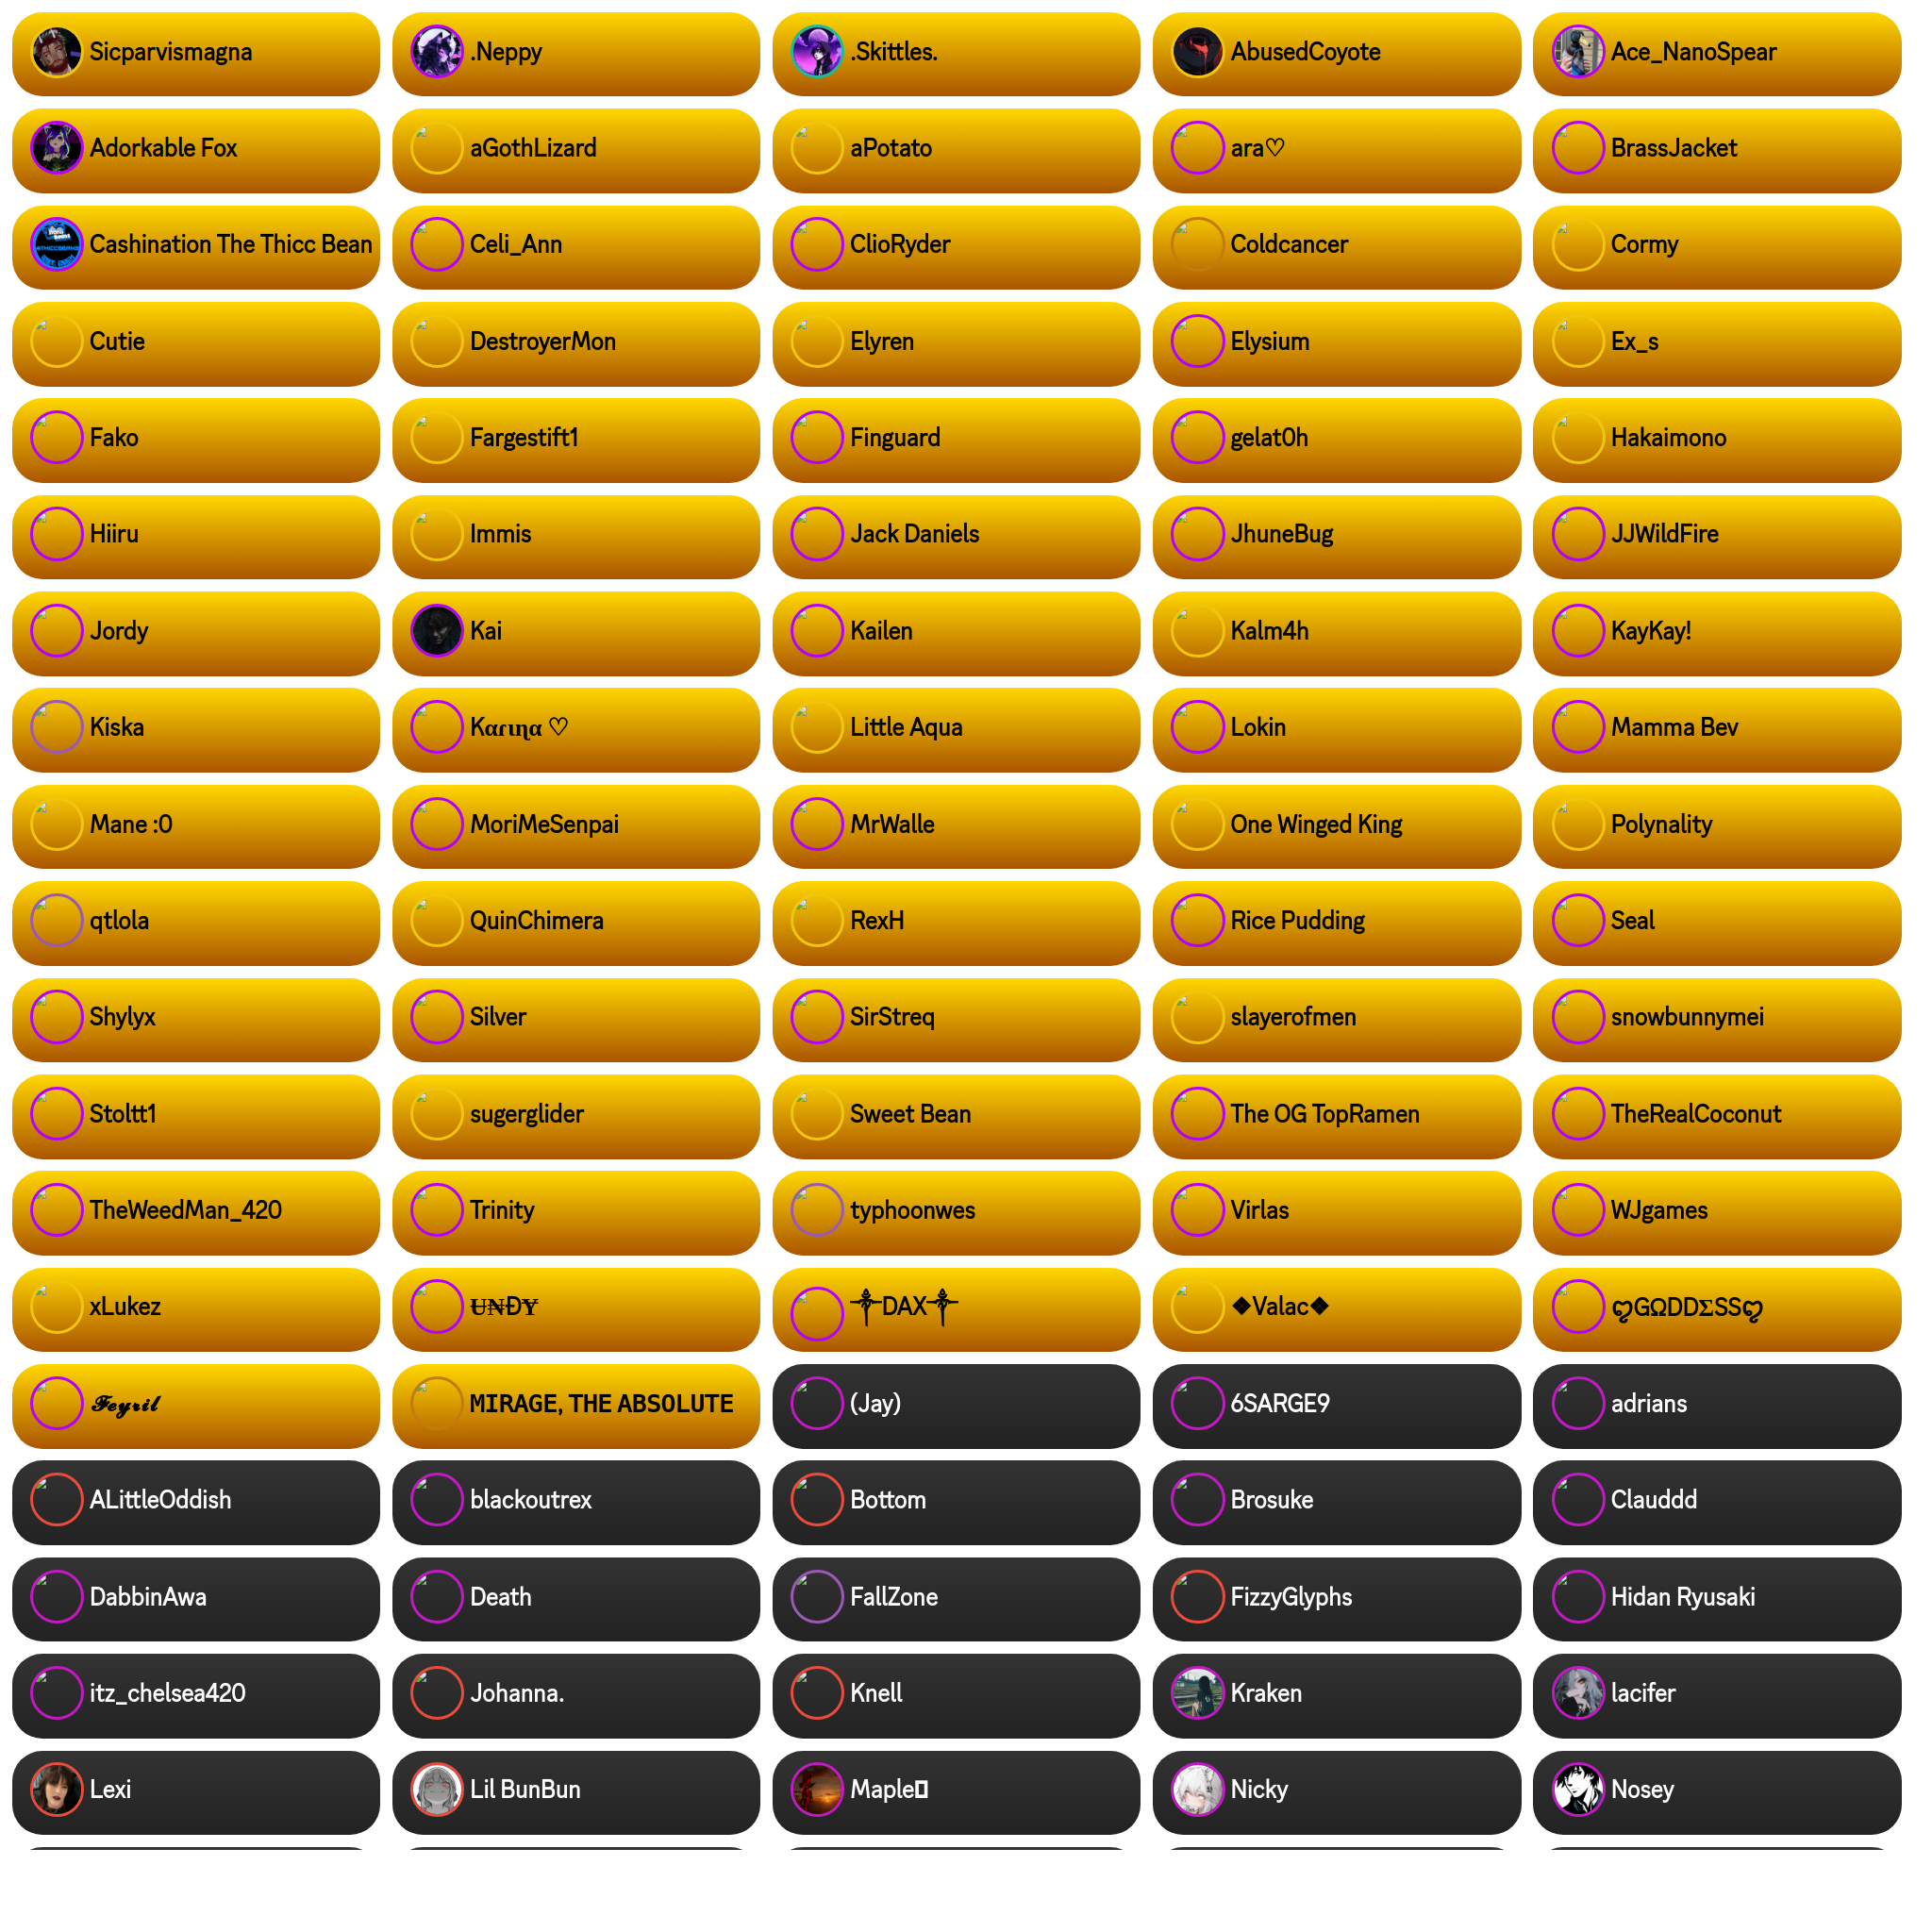 Sicparvismagna
.Neppy
.Skittles.
AbusedCoyote
Ace_NanoSpear
Adorkable Fox
aGothLizard
aPotato
ara♡
BrassJacket
Cashination The Thicc Bean
Celi_Ann
ClioRyder
Coldcancer
Cormy
Cutie
DestroyerMon
Elyren
Elysium
Ex_s
Fako
Fargestift1
Finguard
gelat0h
Hakaimono
Hiiru
Immis
Jack Daniels
JhuneBug
JJWildFire
Jordy
Kai
Kailen
Kalm4h
KayKay!
Kiska
Kαɾιɳα ♡
Little Aqua
Lokin
Mamma Bev
Mane :0
MoriMeSenpai
MrWalle
One Winged King
Polynality
qtlola
QuinChimera
RexH
Rice Pudding
Seal
Shylyx
Silver
SirStreq
slayerofmen
snowbunnymei
Stoltt1
sugerglider
Sweet Bean
The OG TopRamen
TheRealCoconut
TheWeedMan_420
Trinity
typhoonwes
Virlas
WJgames
xLukez
U̶N̶D̶Y̶
༒DAX༒
❖Valac❖
ღGΩDDΣSSღ
𝓕𝓮𝔂𝓻𝓲𝓵
MIRAGE, THE ABSOLUTE
(Jay)
6SARGE9
adrians
ALittleOddish
blackoutrex
Bottom
Brosuke
Clauddd
DabbinAwa
Death
FallZone
FizzyGlyphs
Hidan Ryusaki
itz_chelsea420
Johanna.
Knell
Kraken
lacifer
Lexi
Lil BunBun
Maple
Nicky
Nosey